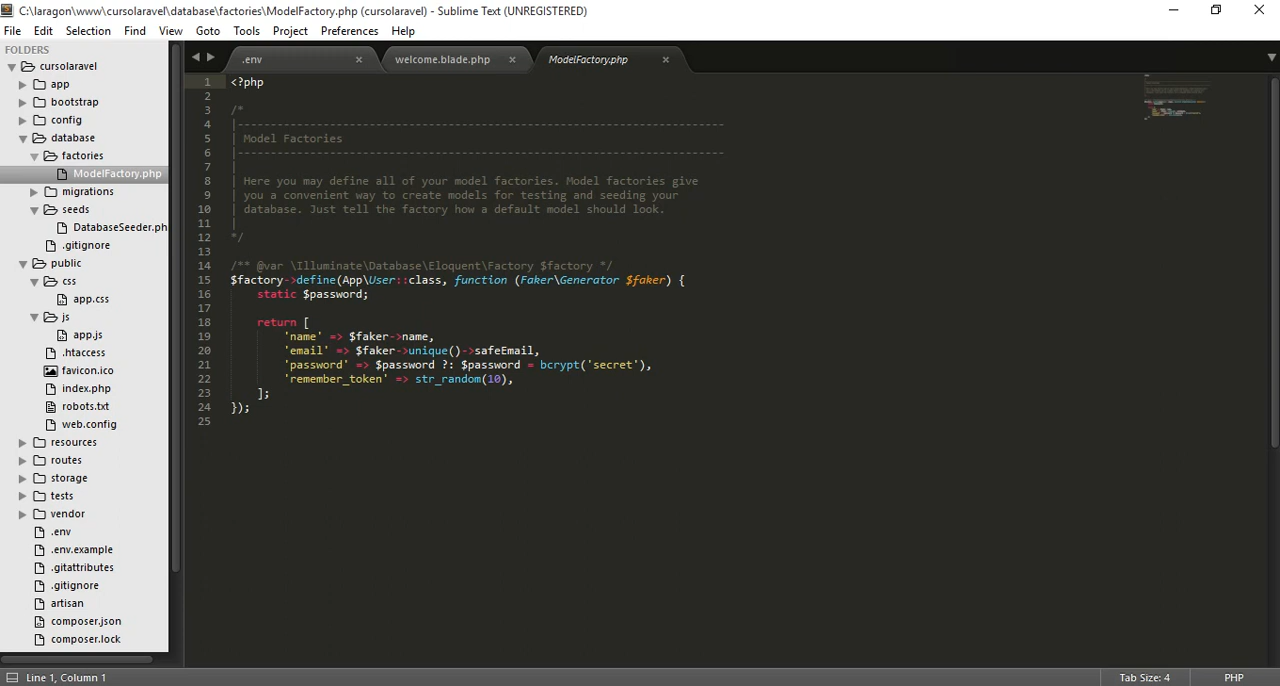 C:\laragon\www\cursolaravel\database\factories\ModelFactory.php (cursolaravel) - Sublime Text (UNREGISTERED)
File Edit Selection Find View Goto Tools Project Preferences Help
FOLDERS
cursolaravel
app
bootstrap
config
database
factories
ModelFactory.php
migrations
seeds
DatabaseSeeder.ph
.gitignore
public
css
app.css
js
app.js
.htaccess
favicon.ico
index.php
robots.txt
web.config
resources
routes
storage
tests
vendor
.env
.env.example
.gitattributes
.gitignore
artisan
composer.json
composer.lock
.env × welcome.blade.php × ModelFactory.php ×
1 <?php
2
3 /*
4 |--------------------------------------------------------------------------
5 | Model Factories
6 |--------------------------------------------------------------------------
7 |
8 | Here you may define all of your model factories. Model factories give
9 | you a convenient way to create models for testing and seeding your
10 | database. Just tell the factory how a default model should look.
11 |
12 */
13
14 /** @var \Illuminate\Database\Eloquent\Factory $factory */
15 $factory->define(App\User::class, function (Faker\Generator $faker) {
16 static $password;
17
18 return [
19 'name' => $faker->name,
20 'email' => $faker->unique()->safeEmail,
21 'password' => $password ?: $password = bcrypt('secret'),
22 'remember_token' => str_random(10),
23 ];
24 });
25
Line 1, Column 1 Tab Size: 4 PHP